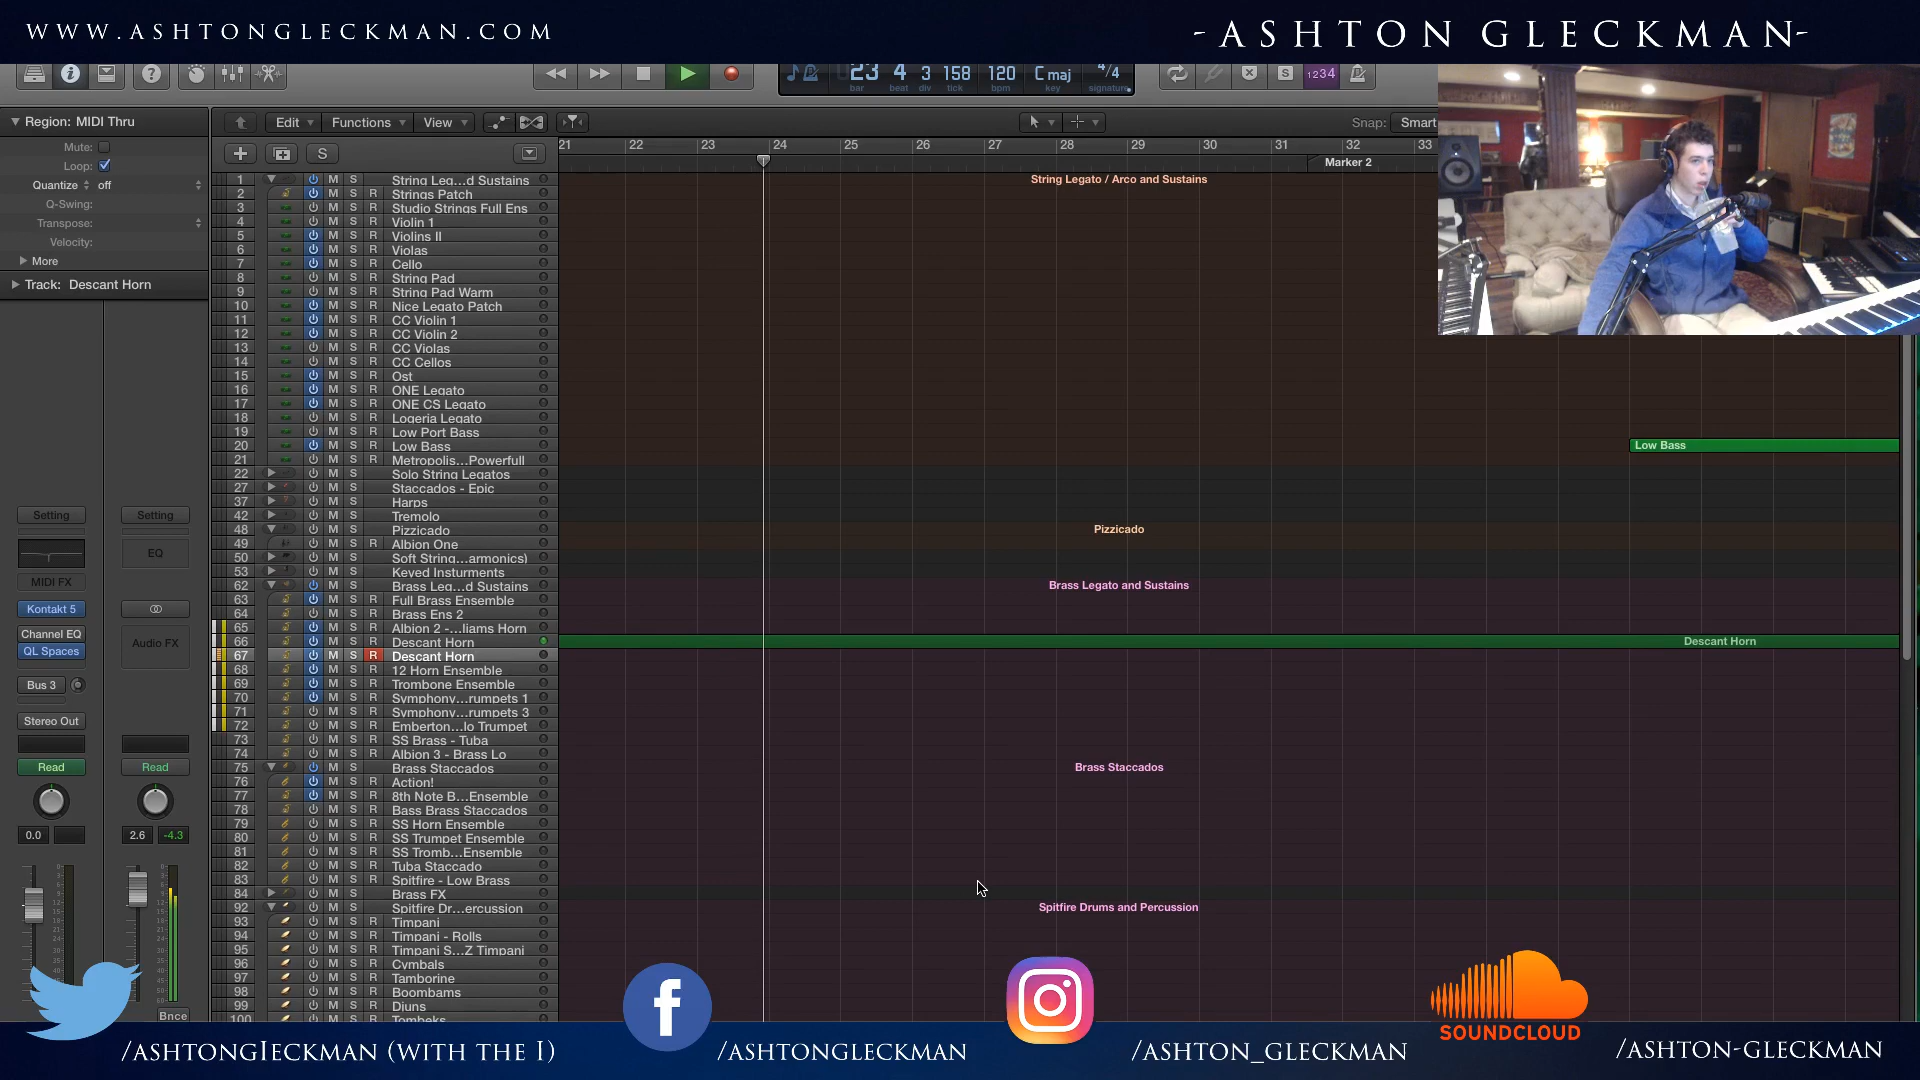 WWW.ASHTONGLECKMAN.COM
-ASHTON GLECKMAN-
23 4 3 158 120 C maj 4/4
bar beat div tick bpm key signature
1234
Region: MIDI Thru
Edit Functions View
Snap: Smart
Mute:
Loop:
Quantize off
Q-Swing:
Transpose:
Velocity:
More
Track: Descant Horn
S
21 22 23 24 25 26 27 28 29 30 31 32 33
Marker 2
1 M S String Leg...d Sustains
String Legato / Arco and Sustains
2 M S R Strings Patch
3 M S R Studio Strings Full Ens
4 M S R Violin 1
5 M S R Violins II
6 M S R Violas
7 M S R Cello
8 M S R String Pad
9 M S R String Pad Warm
10 M S R Nice Legato Patch
11 M S R CC Violin 1
12 M S R CC Violin 2
13 M S R CC Violas
14 M S R CC Cellos
15 M S R Ost
16 M S R ONE Legato
17 M S R ONE CS Legato
18 M S R Logeria Legato
19 M S R Low Port Bass
20 M S R Low Bass
Low Bass
21 M S R Metropolis...Powerfull
22 M S Solo String Legatos
27 M S Staccados - Epic
37 M S Harps
42 M S Tremolo
48 M S Pizzicado
Pizzicado
49 M S R Albion One
50 M S Soft String...armonics)
53 M S Keyed Insturments
62 M S Brass Leg...d Sustains
Brass Legato and Sustains
63 M S R Full Brass Ensemble
64 M S R Brass Ens 2
65 M S R Albion 2 -...liams Horn
66 M S R Descant Horn
Descant Horn
67 M S R Descant Horn
68 M S R 12 Horn Ensemble
69 M S R Trombone Ensemble
70 M S R Symphony...rumpets 1
71 M S R Symphony...rumpets 3
72 M S R Emberton...lo Trumpet
73 M S R SS Brass - Tuba
74 M S R Albion 3 - Brass Lo
75 M S Brass Staccados
Brass Staccados
76 M S R Action!
77 M S R 8th Note B...Ensemble
78 M S R Bass Brass Staccados
79 M S R SS Horn Ensemble
80 M S R SS Trumpet Ensemble
81 M S R SS Tromb...Ensemble
82 M S R Tuba Staccado
83 M S R Spitfire - Low Brass
84 M S Brass FX
92 M S Spitfire Dr...ercussion
Spitfire Drums and Percussion
93 M S R Timpani
94 M S R Timpani - Rolls
95 M S R Timpani S...Z Timpani
96 M S R Cymbals
97 M S R Tamborine
98 M S R Boombams
99 M S R Djuns
100 M S R Tombeks
Setting Setting
EQ
MIDI FX
Kontakt 5
Channel EQ
QL Spaces
Audio FX
Bus 3
Stereo Out
Read Read
0.0 2.6 -4.3
Bnce
SOUNDCLOUD
/ASHTONGIECKMAN (WITH THE I)
/ASHTONGLECKMAN
/ASHTON_GLECKMAN
/ASHTON-GLECKMAN